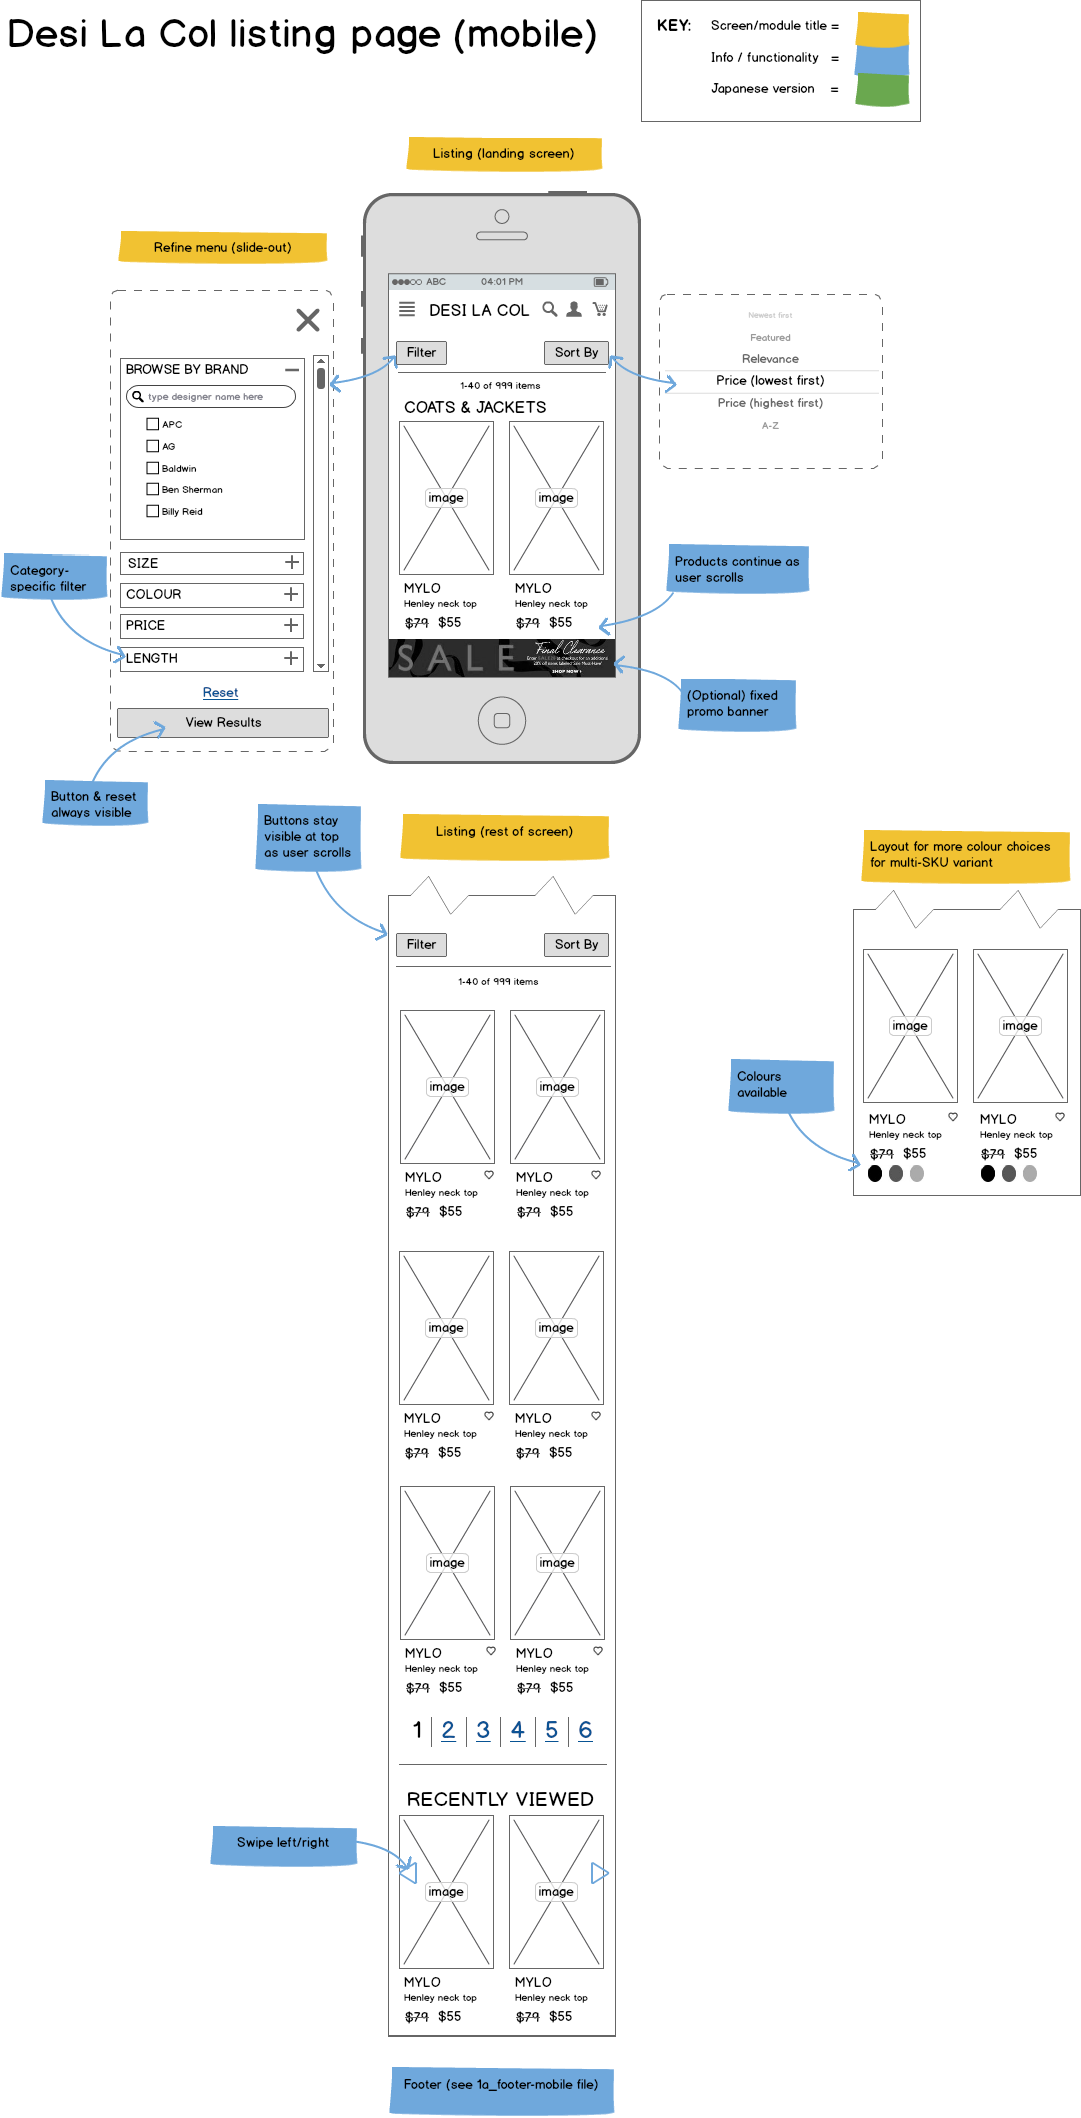 Desi La Col listing page (mobile)
KEY:
Screen/module title =
Info / functionality =
Japanese version =
Listing (landing screen)
Refine menu (slide-out)
BROWSE BY BRAND
type designer name here
APC
AG
Baldwin
Ben Sherman
Billy Reid
SIZE
COLOUR
PRICE
LENGTH
Reset
View Results
Category-
specific filter
Button & reset
always visible
ABC 04:01 PM
DESI LA COL
Filter Sort By
1-40 of 999 items
COATS & JACKETS
image image
MYLO MYLO
Henley neck top Henley neck top
$79 $55 $79 $55
SALE
Final Clearance
SHOP NOW
Newest first
Featured
Relevance
Price (lowest first)
Price (highest first)
A-Z
Products continue as
user scrolls
(Optional) fixed
promo banner
Buttons stay
visible at top
as user scrolls
Listing (rest of screen)
Filter Sort By
1-40 of 999 items
image image
MYLO MYLO
Henley neck top Henley neck top
$79 $55 $79 $55
image image
MYLO MYLO
Henley neck top Henley neck top
$79 $55 $79 $55
image image
MYLO MYLO
Henley neck top Henley neck top
$79 $55 $79 $55
1 2 3 4 5 6
RECENTLY VIEWED
Swipe left/right
image image
MYLO MYLO
Henley neck top Henley neck top
$79 $55 $79 $55
Footer (see 1a_footer-mobile file)
Layout for more colour choices
for multi-SKU variant
image image
MYLO MYLO
Henley neck top Henley neck top
$79 $55 $79 $55
Colours
available